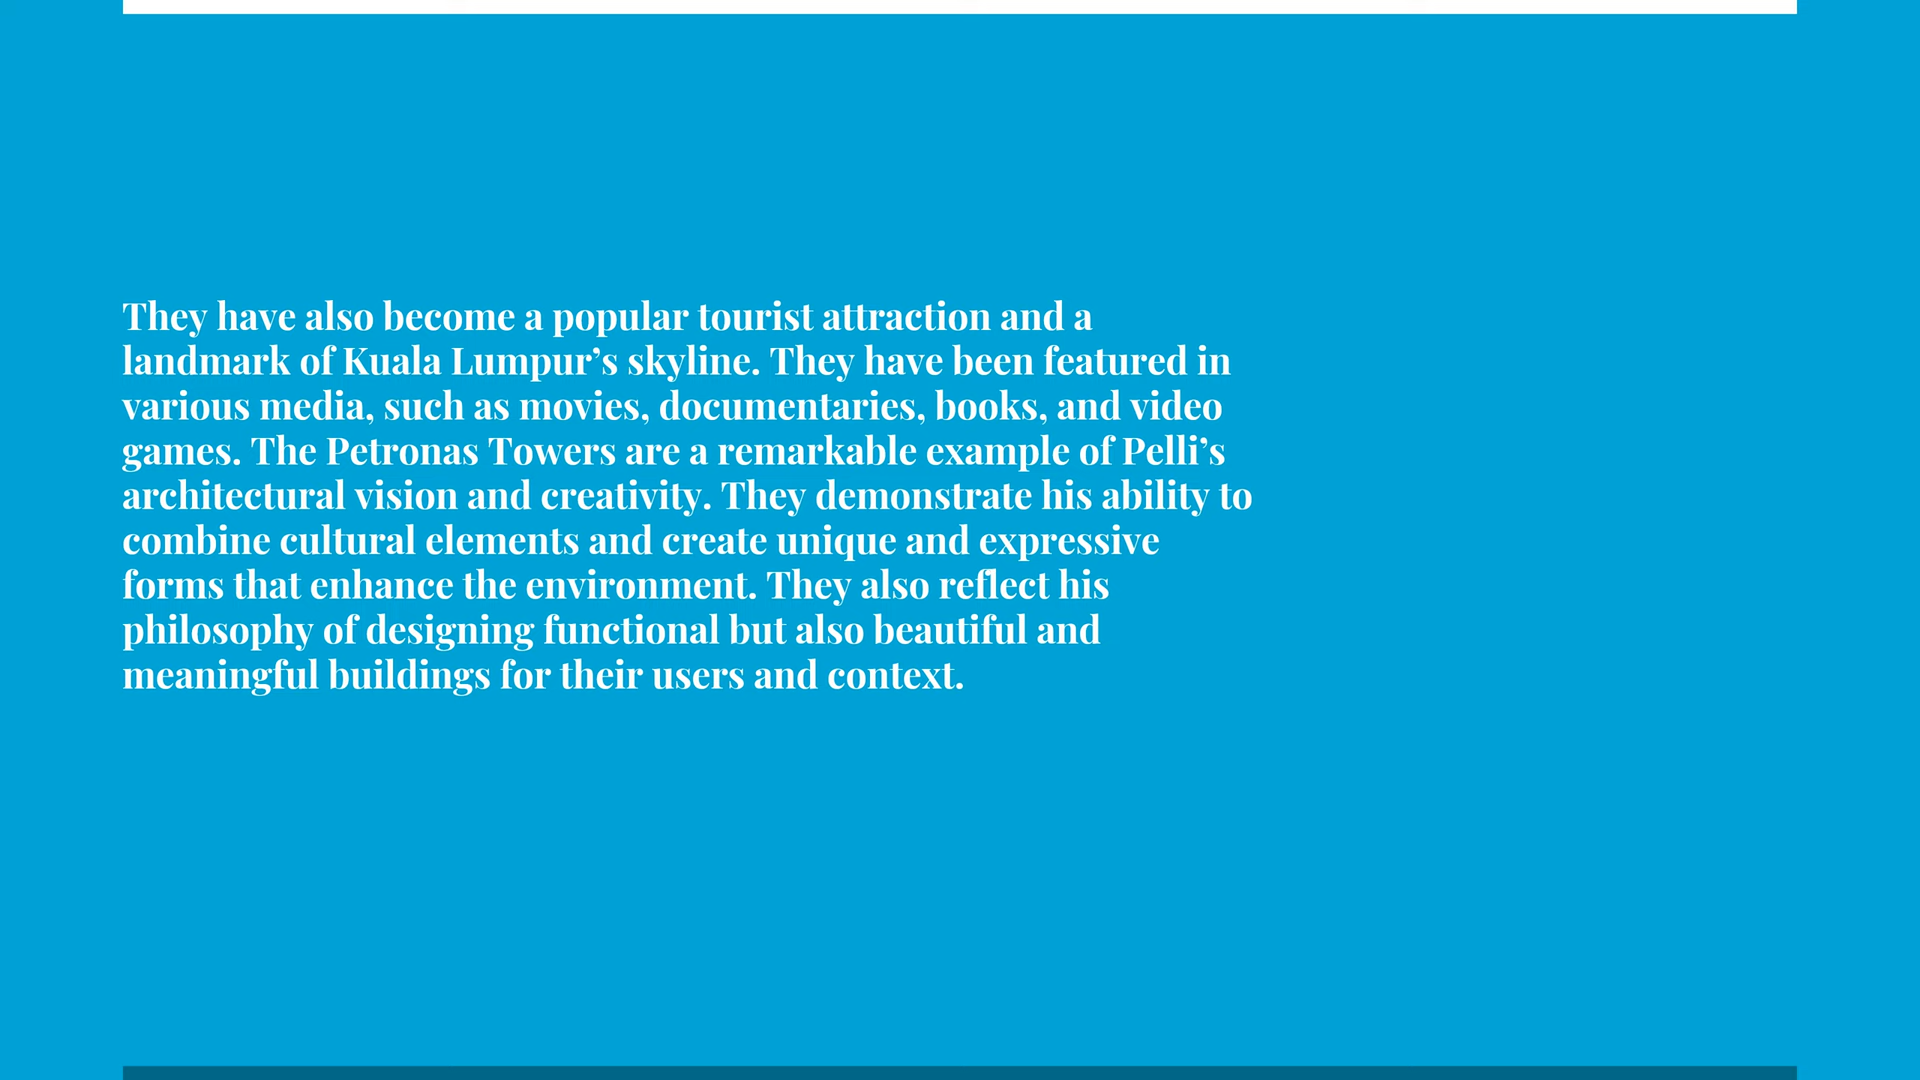 They have also become a popular tourist attraction and a
landmark of Kuala Lumpur’s skyline. They have been featured in
various media, such as movies, documentaries, books, and video
games. The Petronas Towers are a remarkable example of Pelli’s
architectural vision and creativity. They demonstrate his ability to
combine cultural elements and create unique and expressive
forms that enhance the environment. They also reflect his
philosophy of designing functional but also beautiful and
meaningful buildings for their users and context.